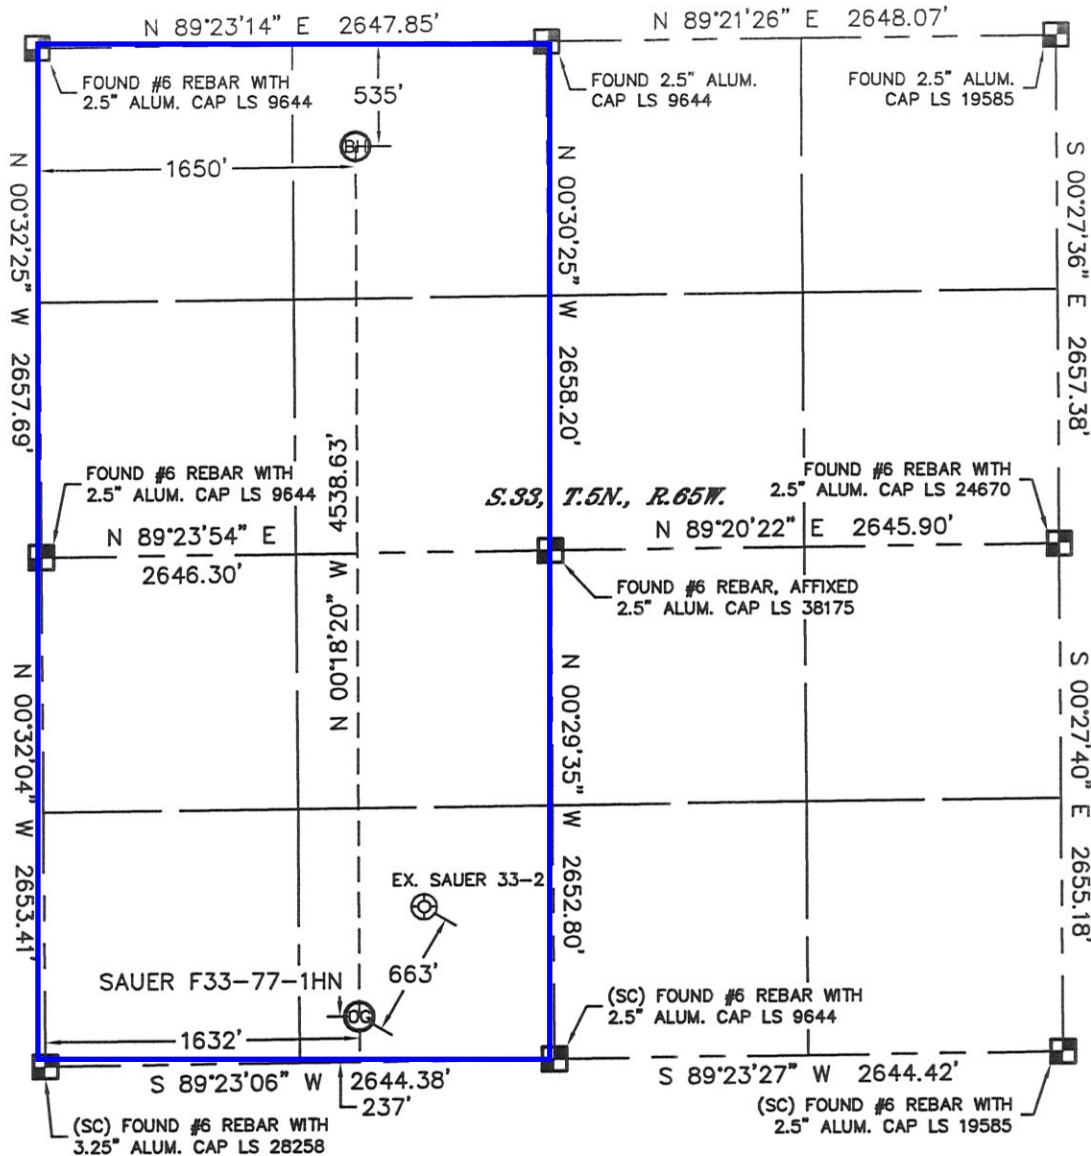 N 89°23'14" E 2647.85'
N 89°21'26" E 2648.07'
FOUND #6 REBAR WITH
2.5" ALUM. CAP LS 9644
535'
FOUND 2.5" ALUM.
CAP LS 9644
FOUND 2.5" ALUM.
CAP LS 19585
BH
1650'
N 00°32'25" W 2657.69'
N 00°30'25" W 2658.20'
S 00°27'36" E 2657.38'
N 00°18'20" W 4538.63'
FOUND #6 REBAR WITH
2.5" ALUM. CAP LS 9644
S.33, T.5N., R.65W.
FOUND #6 REBAR WITH
2.5" ALUM. CAP LS 24670
N 89°23'54" E
2646.30'
N 89°20'22" E 2645.90'
FOUND #6 REBAR, AFFIXED
2.5" ALUM. CAP LS 38175
N 00°32'04" W 2653.41'
N 00°29'35" W 2652.80'
S 00°27'40" E 2655.18'
EX. SAUER 33-2
663'
SAUER F33-77-1HN
OG
1632'
(SC) FOUND #6 REBAR WITH
2.5" ALUM. CAP LS 9644
S 89°23'06" W 2644.38'
237'
S 89°23'27" W 2644.42'
(SC) FOUND #6 REBAR WITH
3.25" ALUM. CAP LS 28258
(SC) FOUND #6 REBAR WITH
2.5" ALUM. CAP LS 19585